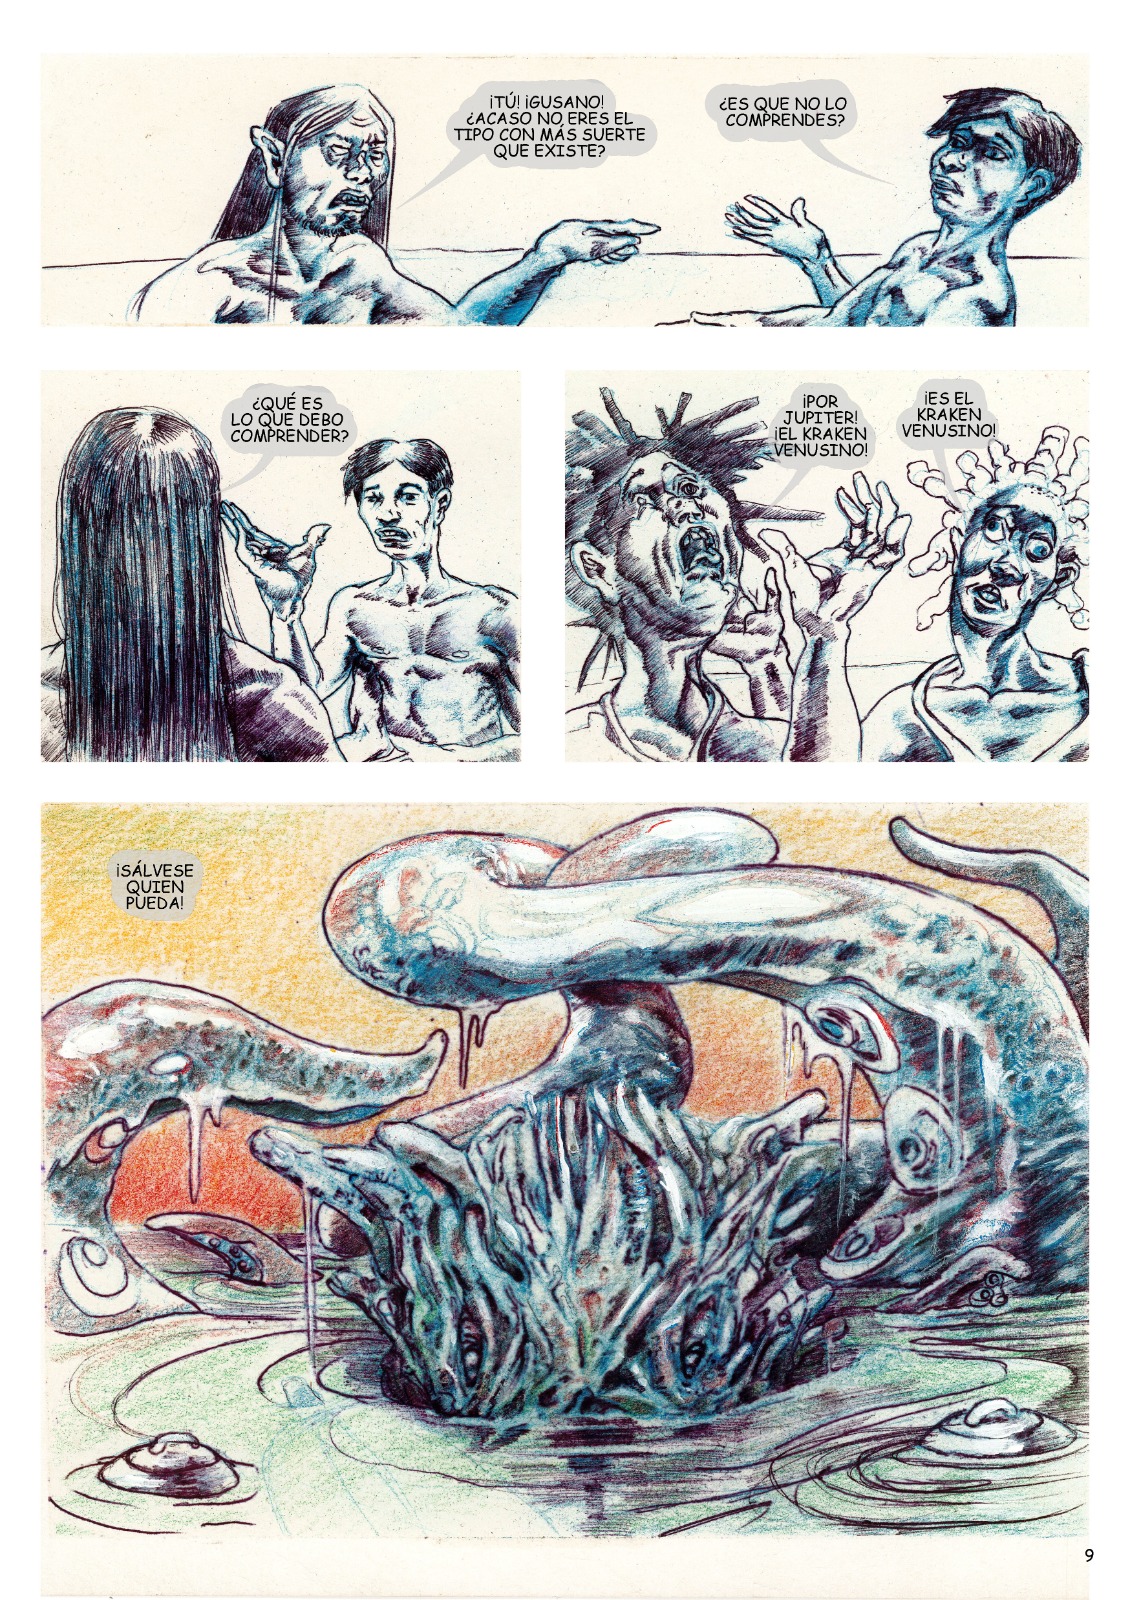 ¡TÚ! ¡GUSANO!
¿ACASO NO ERES EL
TIPO CON MÁS SUERTE
QUE EXISTE?
¿ES QUE NO LO
COMPRENDES?
¿QUÉ ES
LO QUE DEBO
COMPRENDER?
¡POR
JUPITER!
¡EL KRAKEN
VENUSINO!
¡ES EL
KRAKEN
VENUSINO!
¡SÁLVESE
QUIEN
PUEDA!
9